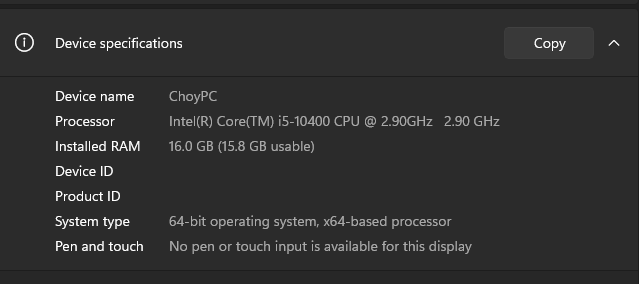 Device specifications
Copy
Device name ChoyPC
Processor Intel(R) Core(TM) i5-10400 CPU @ 2.90GHz 2.90 GHz
Installed RAM 16.0 GB (15.8 GB usable)
Device ID
Product ID
System type 64-bit operating system, x64-based processor
Pen and touch No pen or touch input is available for this display